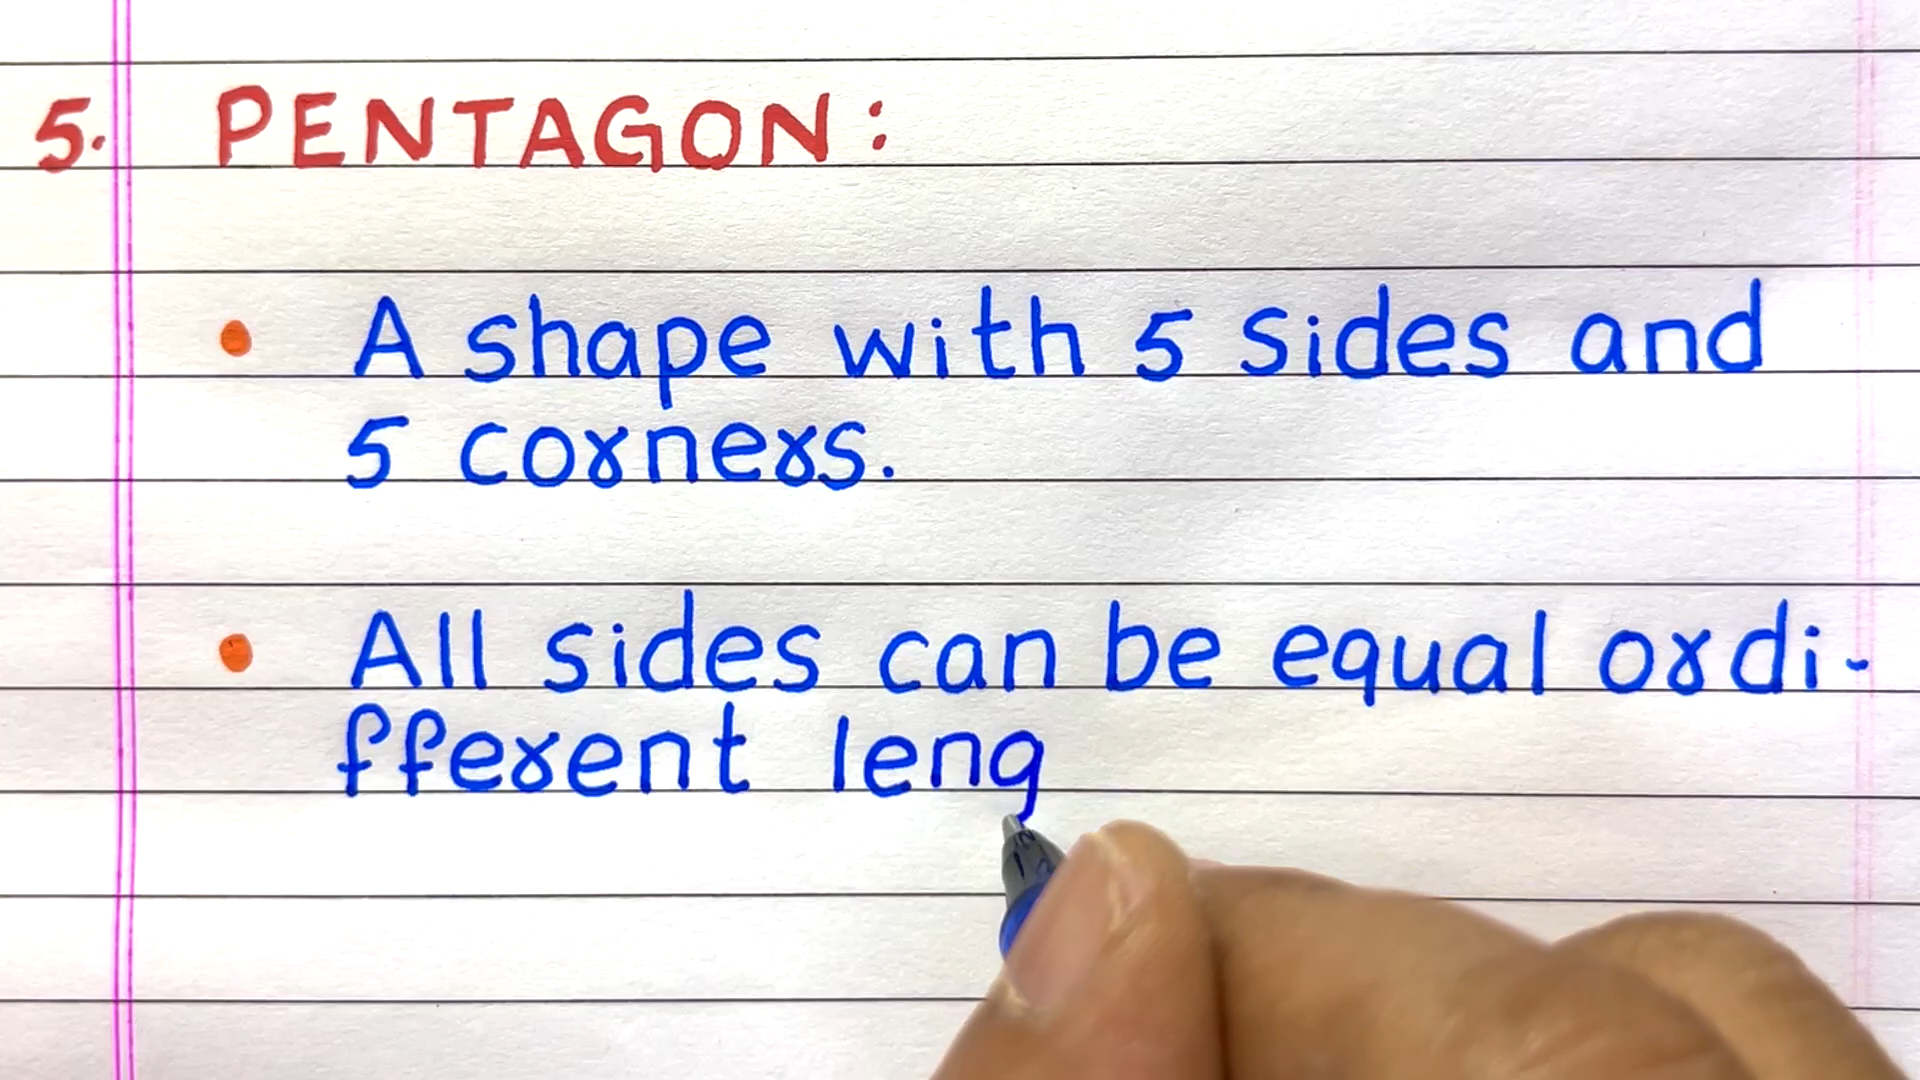 5. PENTAGON:
• A shape with 5 sides and
5 corners.
• All sides can be equal or di-
fferent leng